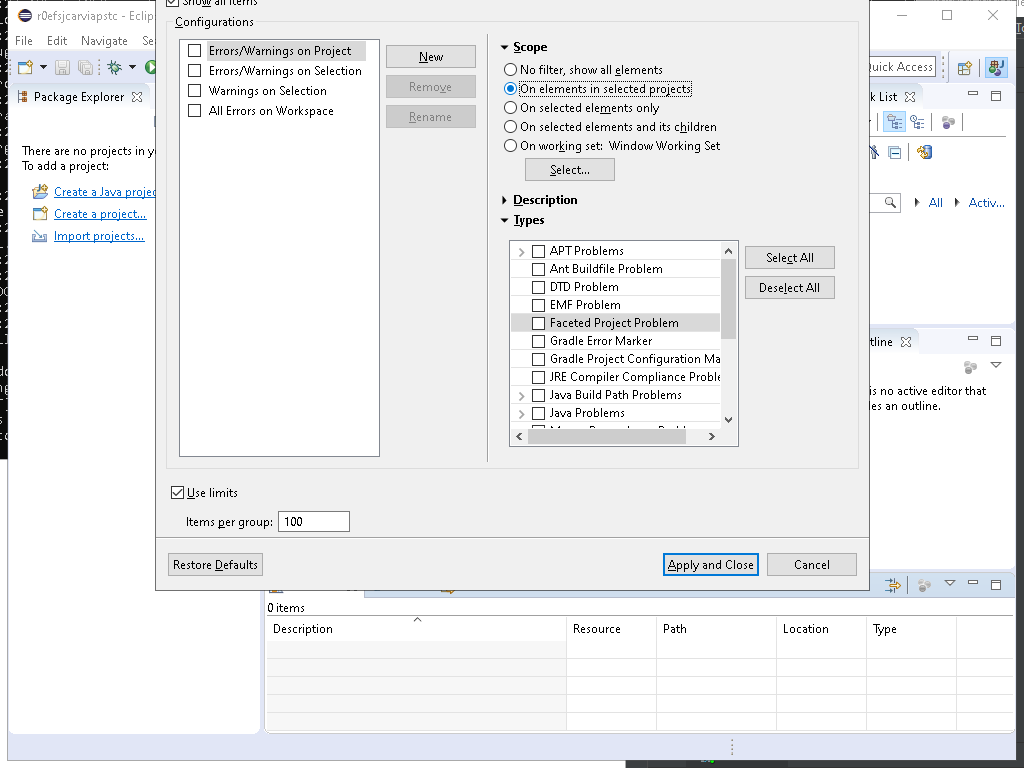 r0efsjcarviapstc - Eclip
Show all items
File Edit Navigate Se
Configurations
Errors/Warnings on Project
Errors/Warnings on Selection
Warnings on Selection
All Errors on Workspace
New
Remove
Rename
Scope
No filter, show all elements
On elements in selected projects
On selected elements only
On selected elements and its children
On working set: Window Working Set
Select...
Description
Types
APT Problems
Ant Buildfile Problem
DTD Problem
EMF Problem
Faceted Project Problem
Gradle Error Marker
Gradle Project Configuration Ma
JRE Compiler Compliance Proble
Java Build Path Problems
Java Problems
Select All
Deselect All
Use limits
Items per group: 100
Restore Defaults
Apply and Close
Cancel
Package Explorer
There are no projects in y
To add a project:
Create a Java projec
Create a project...
Import projects...
Quick Access
k List
All Activ...
tline
is no active editor that
les an outline.
0 items
Description Resource Path Location Type